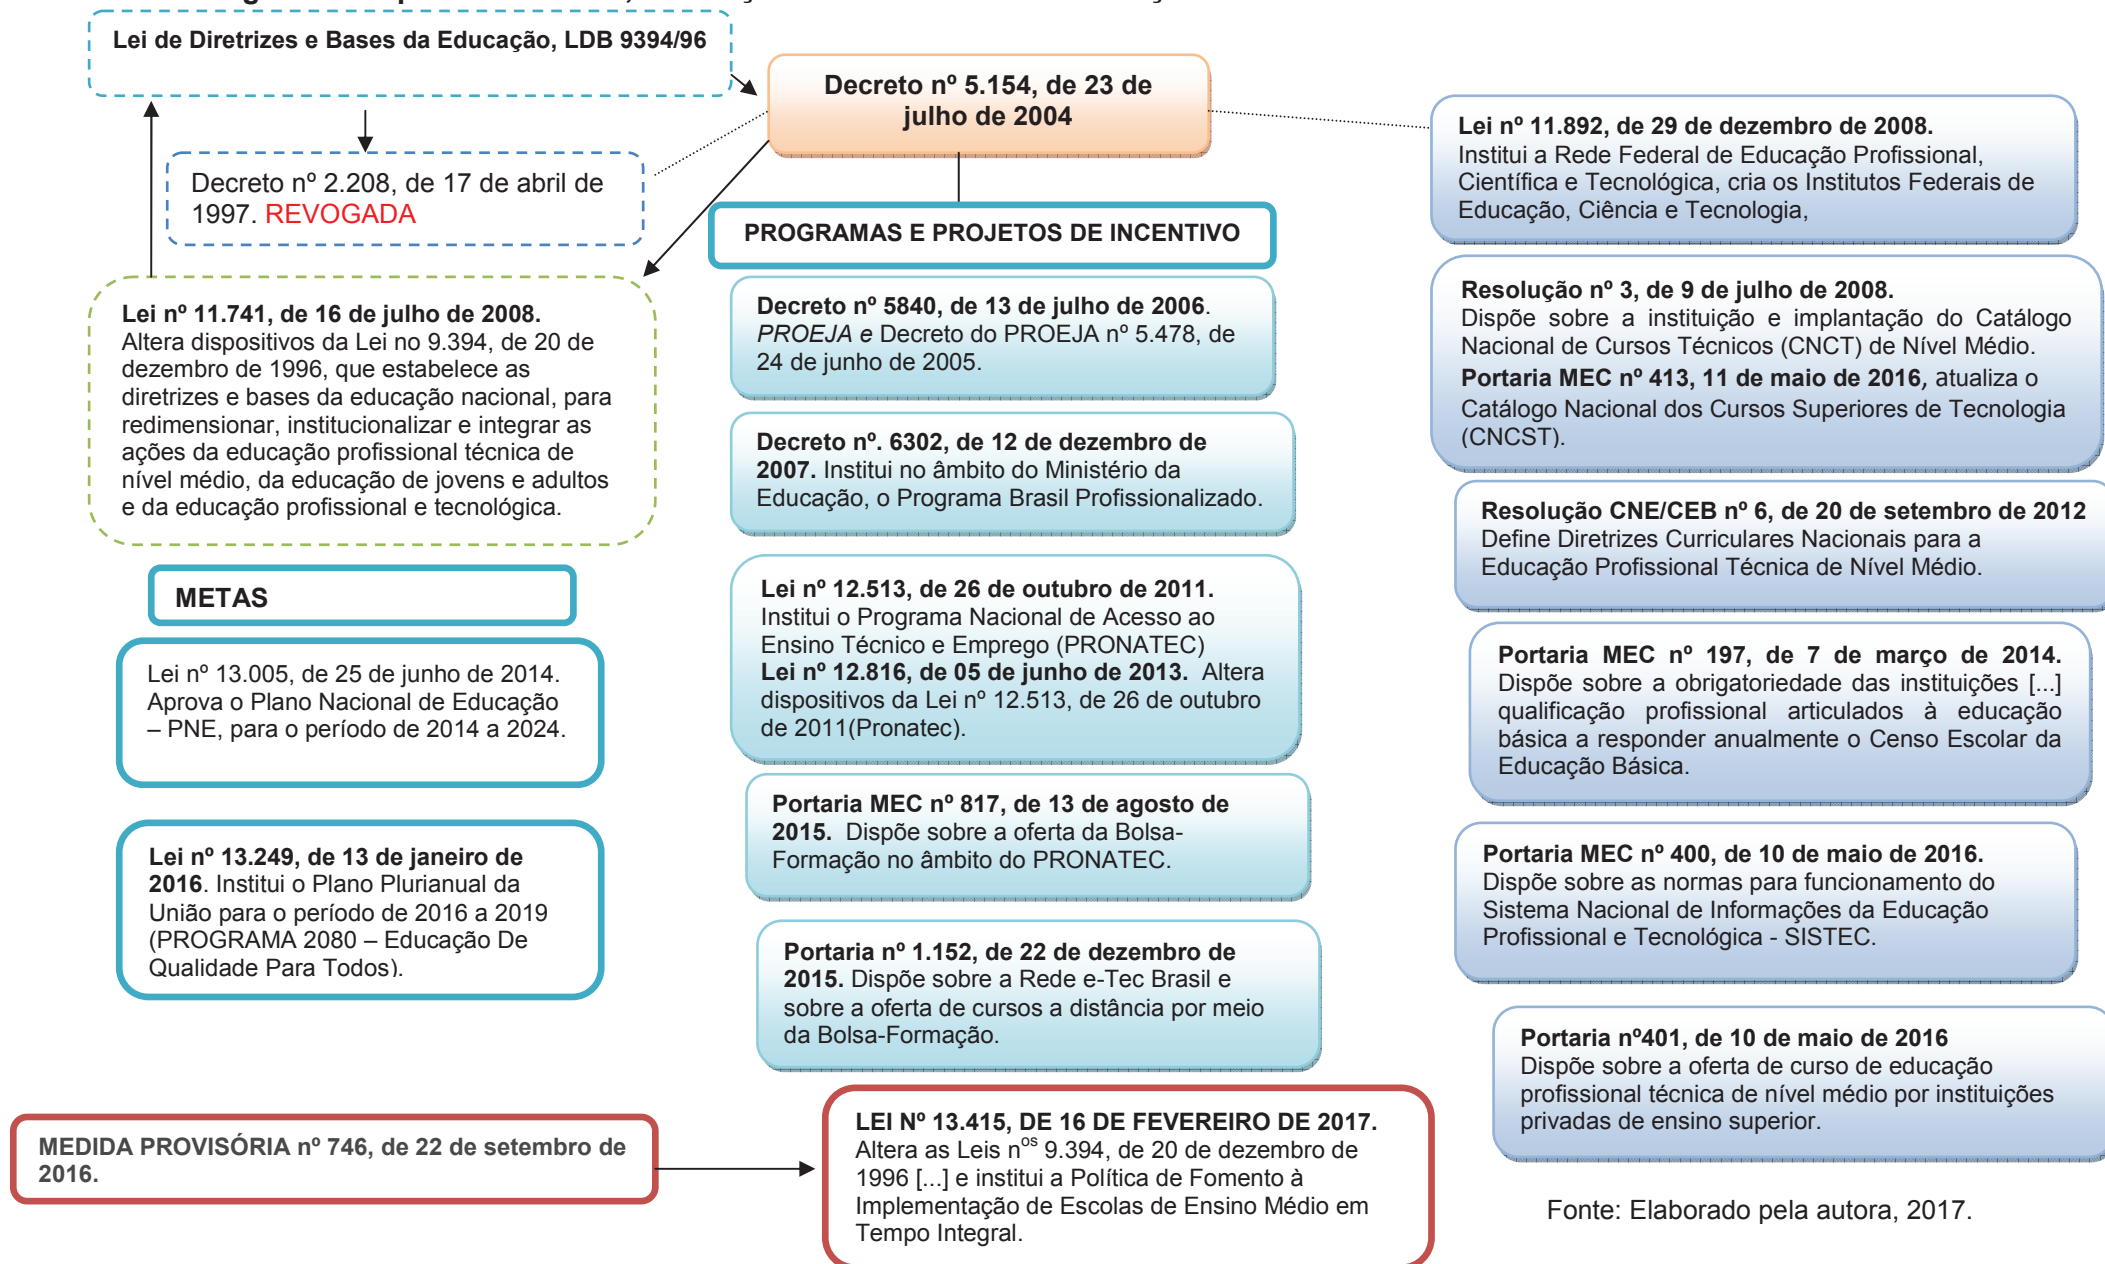 Lei de Diretrizes e Bases da Educação, LDB 9394/96
Decreto nº 5.154, de 23 de
julho de 2004
Decreto nº 2.208, de 17 de abril de
1997. REVOGADA
Lei nº 11.741, de 16 de julho de 2008.
Altera dispositivos da Lei no 9.394, de 20 de
dezembro de 1996, que estabelece as
diretrizes e bases da educação nacional, para
redimensionar, institucionalizar e integrar as
ações da educação profissional técnica de
nível médio, da educação de jovens e adultos
e da educação profissional e tecnológica.
METAS
Lei nº 13.005, de 25 de junho de 2014.
Aprova o Plano Nacional de Educação
– PNE, para o período de 2014 a 2024.
Lei nº 13.249, de 13 de janeiro de
2016. Institui o Plano Plurianual da
União para o período de 2016 a 2019
(PROGRAMA 2080 – Educação De
Qualidade Para Todos).
PROGRAMAS E PROJETOS DE INCENTIVO
Decreto nº 5840, de 13 de julho de 2006.
PROEJA e Decreto do PROEJA nº 5.478, de
24 de junho de 2005.
Decreto nº. 6302, de 12 de dezembro de
2007. Institui no âmbito do Ministério da
Educação, o Programa Brasil Profissionalizado.
Lei nº 12.513, de 26 de outubro de 2011.
Institui o Programa Nacional de Acesso ao
Ensino Técnico e Emprego (PRONATEC)
Lei nº 12.816, de 05 de junho de 2013. Altera
dispositivos da Lei nº 12.513, de 26 de outubro
de 2011(Pronatec).
Portaria MEC nº 817, de 13 de agosto de
2015. Dispõe sobre a oferta da Bolsa-
Formação no âmbito do PRONATEC.
Portaria nº 1.152, de 22 de dezembro de
2015. Dispõe sobre a Rede e-Tec Brasil e
sobre a oferta de cursos a distância por meio
da Bolsa-Formação.
Lei nº 11.892, de 29 de dezembro de 2008.
Institui a Rede Federal de Educação Profissional,
Científica e Tecnológica, cria os Institutos Federais de
Educação, Ciência e Tecnologia,
Resolução nº 3, de 9 de julho de 2008.
Dispõe sobre a instituição e implantação do Catálogo
Nacional de Cursos Técnicos (CNCT) de Nível Médio.
Portaria MEC nº 413, 11 de maio de 2016, atualiza o
Catálogo Nacional dos Cursos Superiores de Tecnologia
(CNCST).
Resolução CNE/CEB nº 6, de 20 de setembro de 2012
Define Diretrizes Curriculares Nacionais para a
Educação Profissional Técnica de Nível Médio.
Portaria MEC nº 197, de 7 de março de 2014.
Dispõe sobre a obrigatoriedade das instituições [...]
qualificação profissional articulados à educação
básica a responder anualmente o Censo Escolar da
Educação Básica.
Portaria MEC nº 400, de 10 de maio de 2016.
Dispõe sobre as normas para funcionamento do
Sistema Nacional de Informações da Educação
Profissional e Tecnológica - SISTEC.
Portaria nº401, de 10 de maio de 2016
Dispõe sobre a oferta de curso de educação
profissional técnica de nível médio por instituições
privadas de ensino superior.
MEDIDA PROVISÓRIA nº 746, de 22 de setembro de
2016.
LEI Nº 13.415, DE 16 DE FEVEREIRO DE 2017.
Altera as Leis nos 9.394, de 20 de dezembro de
1996 [...] e institui a Política de Fomento à
Implementação de Escolas de Ensino Médio em
Tempo Integral.
Fonte: Elaborado pela autora, 2017.